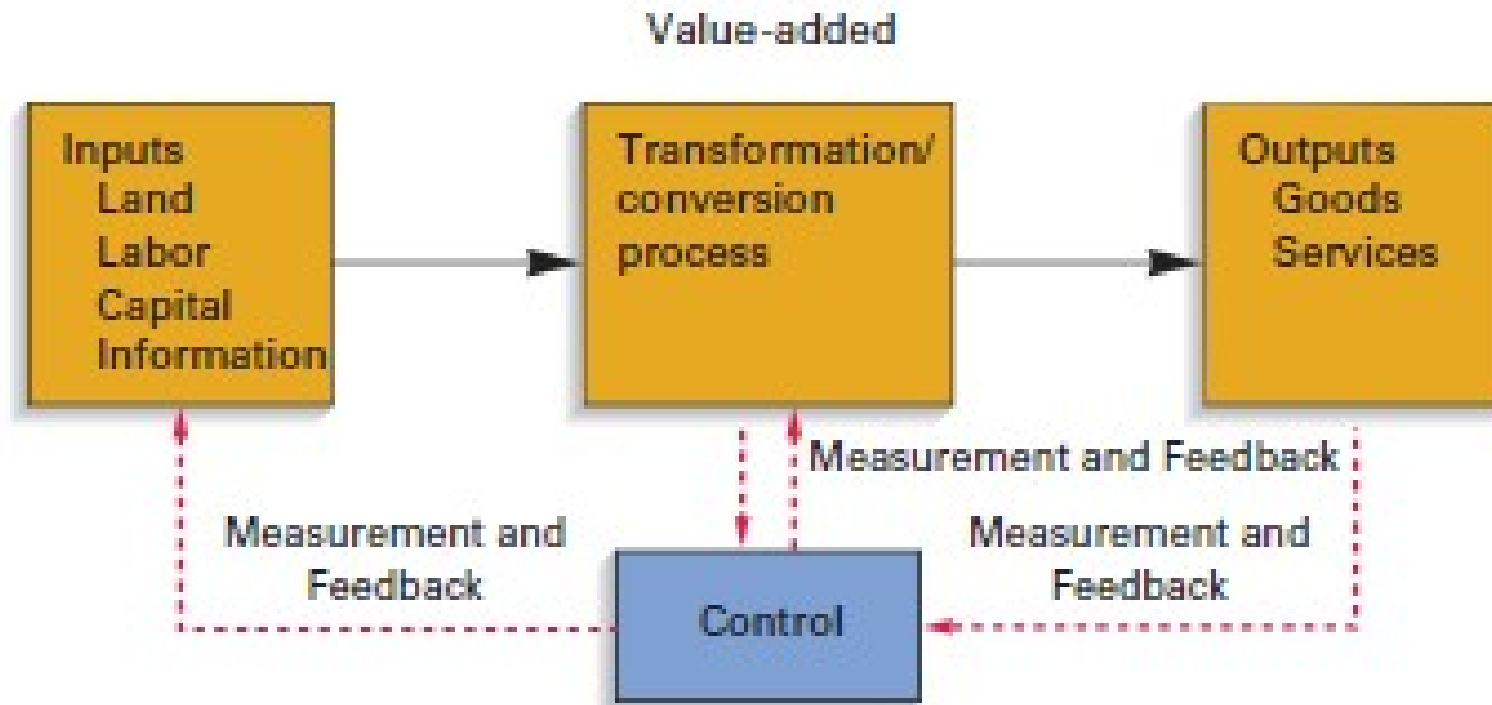 Value-added
Inputs
Land
Labor
Capital
Information
Transformation/
conversion
process
Outputs
Goods
Services
Measurement and Feedback
Measurement and
Feedback
Measurement and
Feedback
Control